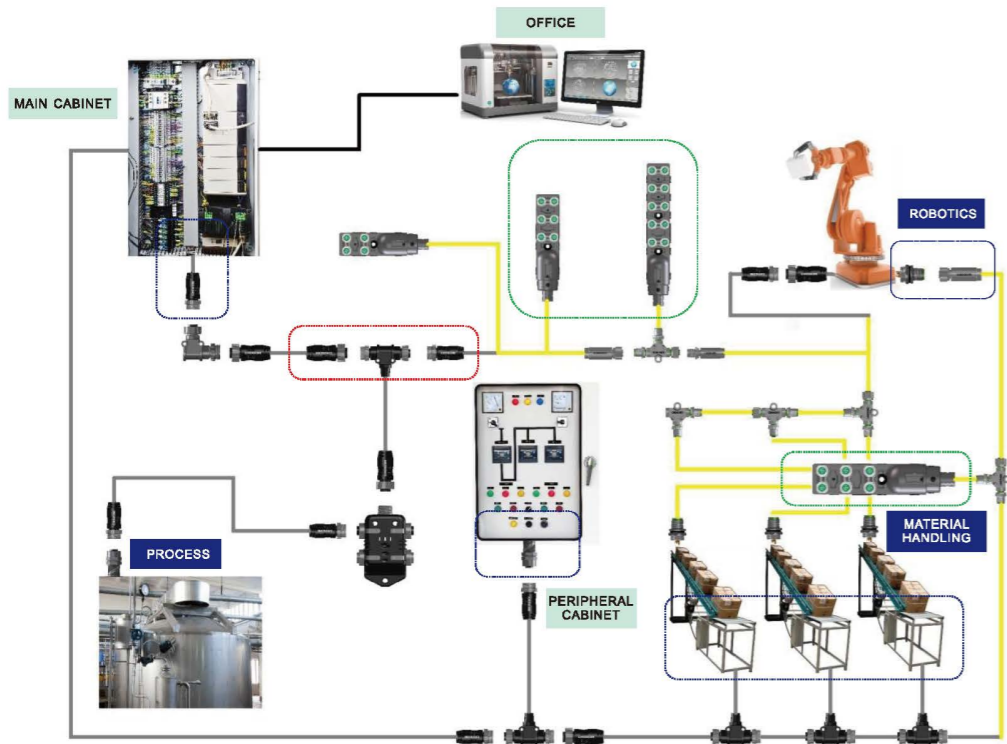 OFFICE
MAIN CABINET
ROBOTICS
MATERIAL
HANDLING
PROCESS
PERIPHERAL
CABINET